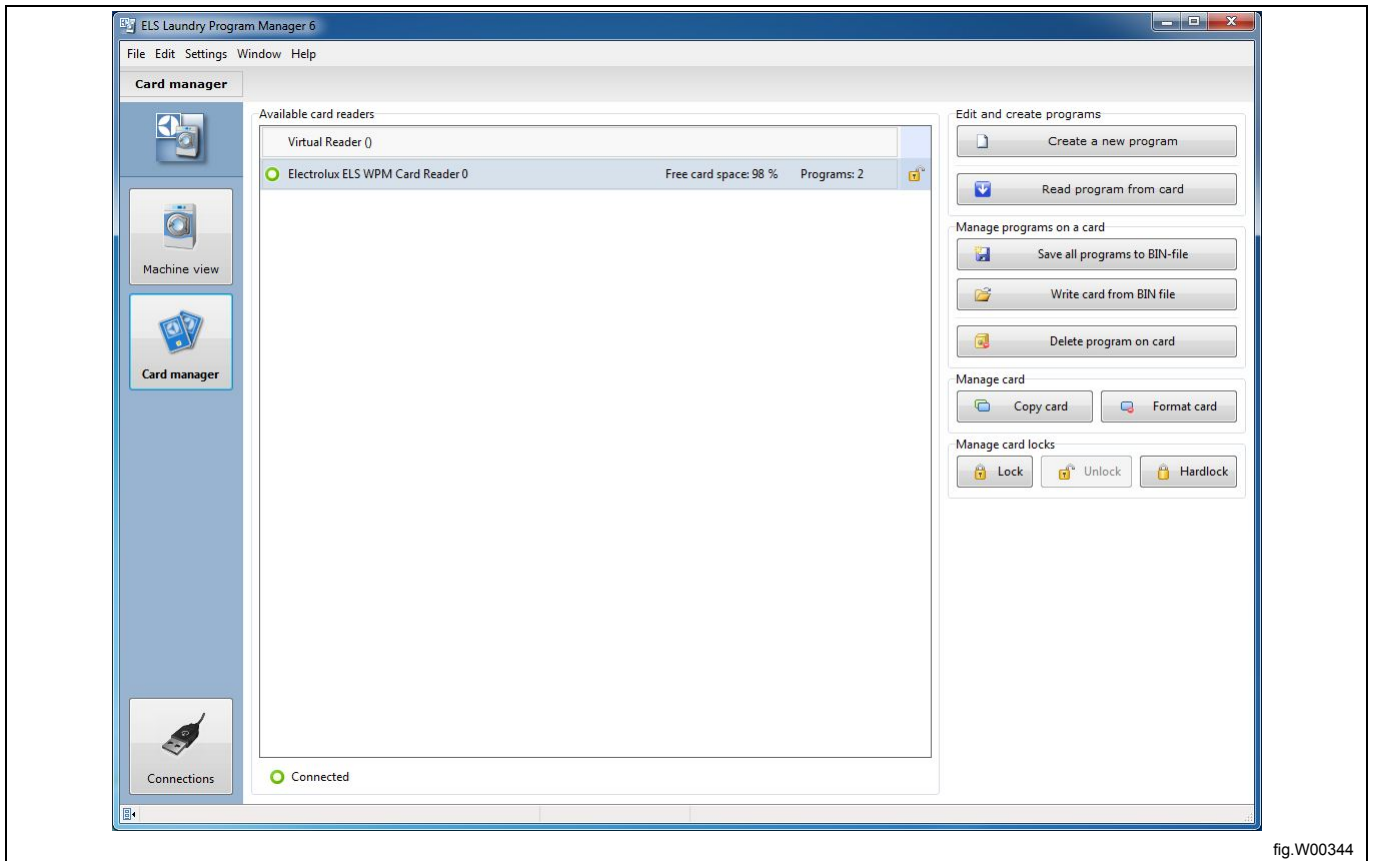 ELS Laundry Program Manager 6
File Edit Settings Window Help
Card manager
Machine view
Card manager
Connections
Available card readers
Virtual Reader ()
Electrolux ELS WPM Card Reader 0 Free card space: 98 % Programs: 2
Connected
Edit and create programs
Create a new program
Read program from card
Manage programs on a card
Save all programs to BIN-file
Write card from BIN file
Delete program on card
Manage card
Copy card Format card
Manage card locks
Lock Unlock Hardlock
fig.W00344